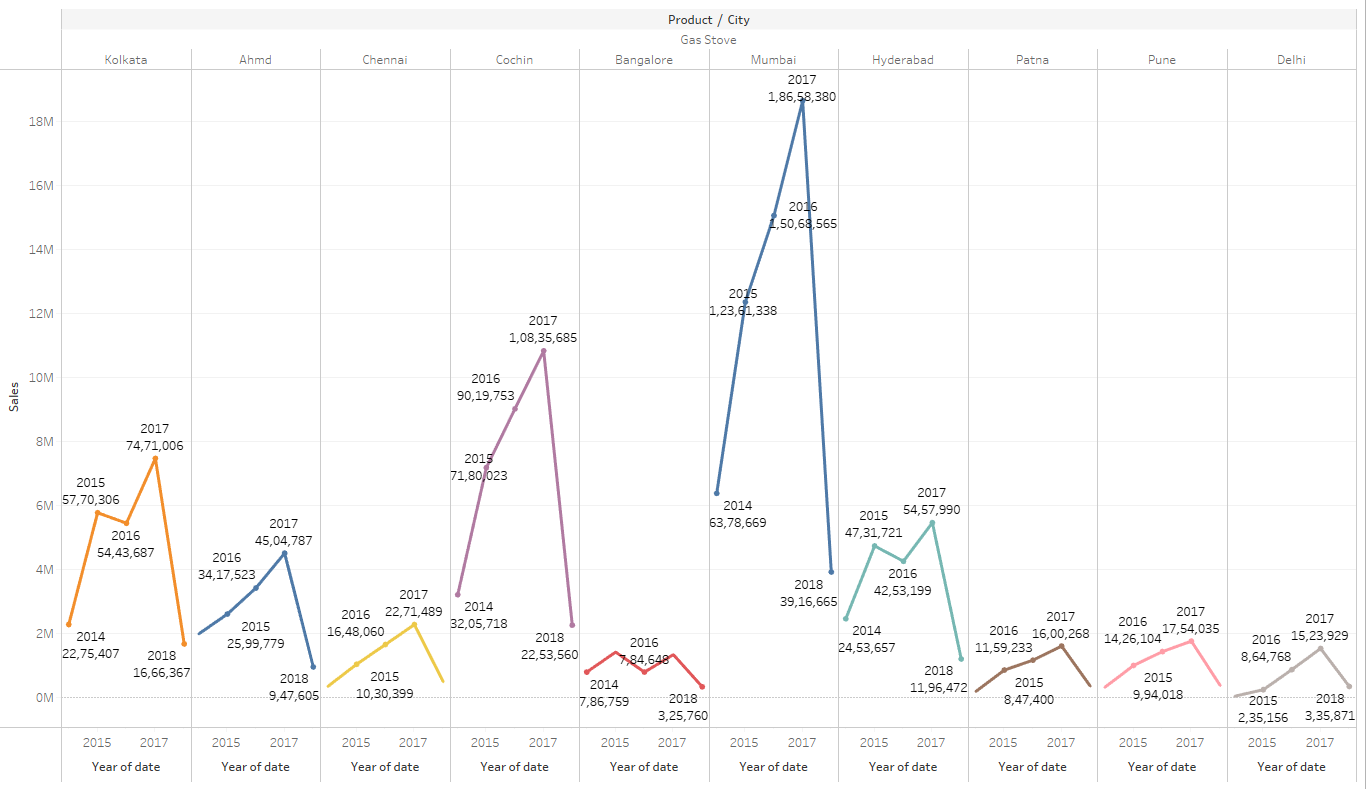 Product / City
Gas Stove
Kolkata
Ahmd
Chennai
Cochin
Bangalore
Mumbai
Hyderabad
Patna
Pune
Delhi
Sales
18M
16M
14M
12M
10M
8M
6M
4M
2M
0M
2014
22,75,407
2015
57,70,306
2016
54,43,687
2017
74,71,006
2018
16,66,367
2015
25,99,779
2016
34,17,523
2017
45,04,787
2018
9,47,605
2015
10,30,399
2016
16,48,060
2017
22,71,489
2014
32,05,718
2015
71,80,023
2016
90,19,753
2017
1,08,35,685
2018
22,53,560
2014
7,86,759
2016
7,84,648
2018
3,25,760
2014
63,78,669
2015
1,23,61,338
2016
1,50,68,565
2017
1,86,58,380
2018
39,16,665
2014
24,53,657
2015
47,31,721
2016
42,53,199
2017
54,57,990
2018
11,96,472
2015
8,47,400
2016
11,59,233
2017
16,00,268
2015
9,94,018
2016
14,26,104
2017
17,54,035
2015
2,35,156
2016
8,64,768
2017
15,23,929
2018
3,35,871
2015 2017
2015 2017
2015 2017
2015 2017
2015 2017
2015 2017
2015 2017
2015 2017
2015 2017
2015 2017
Year of date
Year of date
Year of date
Year of date
Year of date
Year of date
Year of date
Year of date
Year of date
Year of date